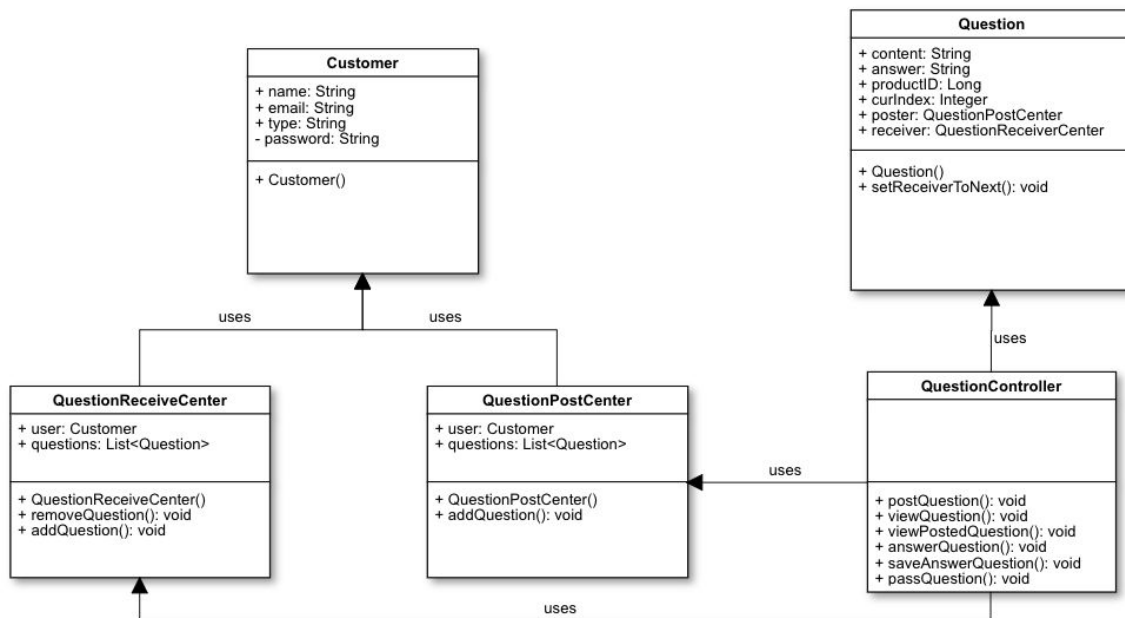 Customer
+ name: String
+ email: String
+ type: String
- password: String
+ Customer()
Question
+ content: String
+ answer: String
+ productID: Long
+ curIndex: Integer
+ poster: QuestionPostCenter
+ receiver: QuestionReceiverCenter
+ Question()
+ setReceiverToNext(): void
uses
uses
uses
QuestionReceiveCenter
+ user: Customer
+ questions: List<Question>
+ QuestionReceiveCenter()
+ removeQuestion(): void
+ addQuestion(): void
QuestionPostCenter
+ user: Customer
+ questions: List<Question>
+ QuestionPostCenter()
+ addQuestion(): void
uses
QuestionController
+ postQuestion(): void
+ viewQuestion(): void
+ viewPostedQuestion(): void
+ answerQuestion(): void
+ saveAnswerQuestion(): void
+ passQuestion(): void
uses